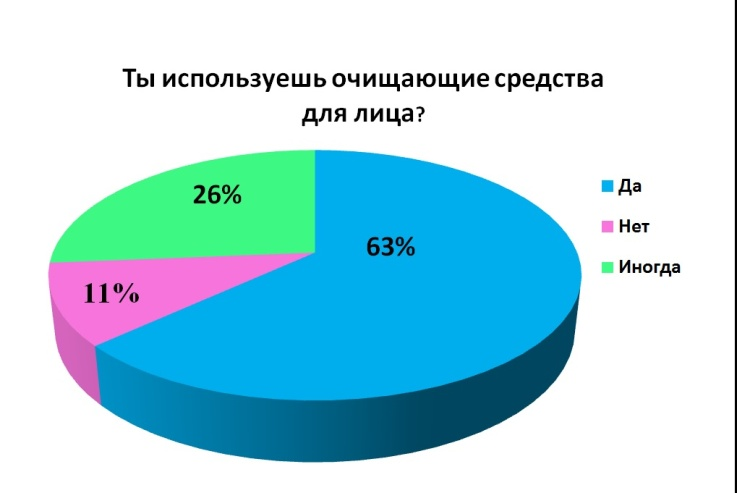 Ты используешь очищающие средства
для лица?
26%
63%
11%
Да
Нет
Иногда